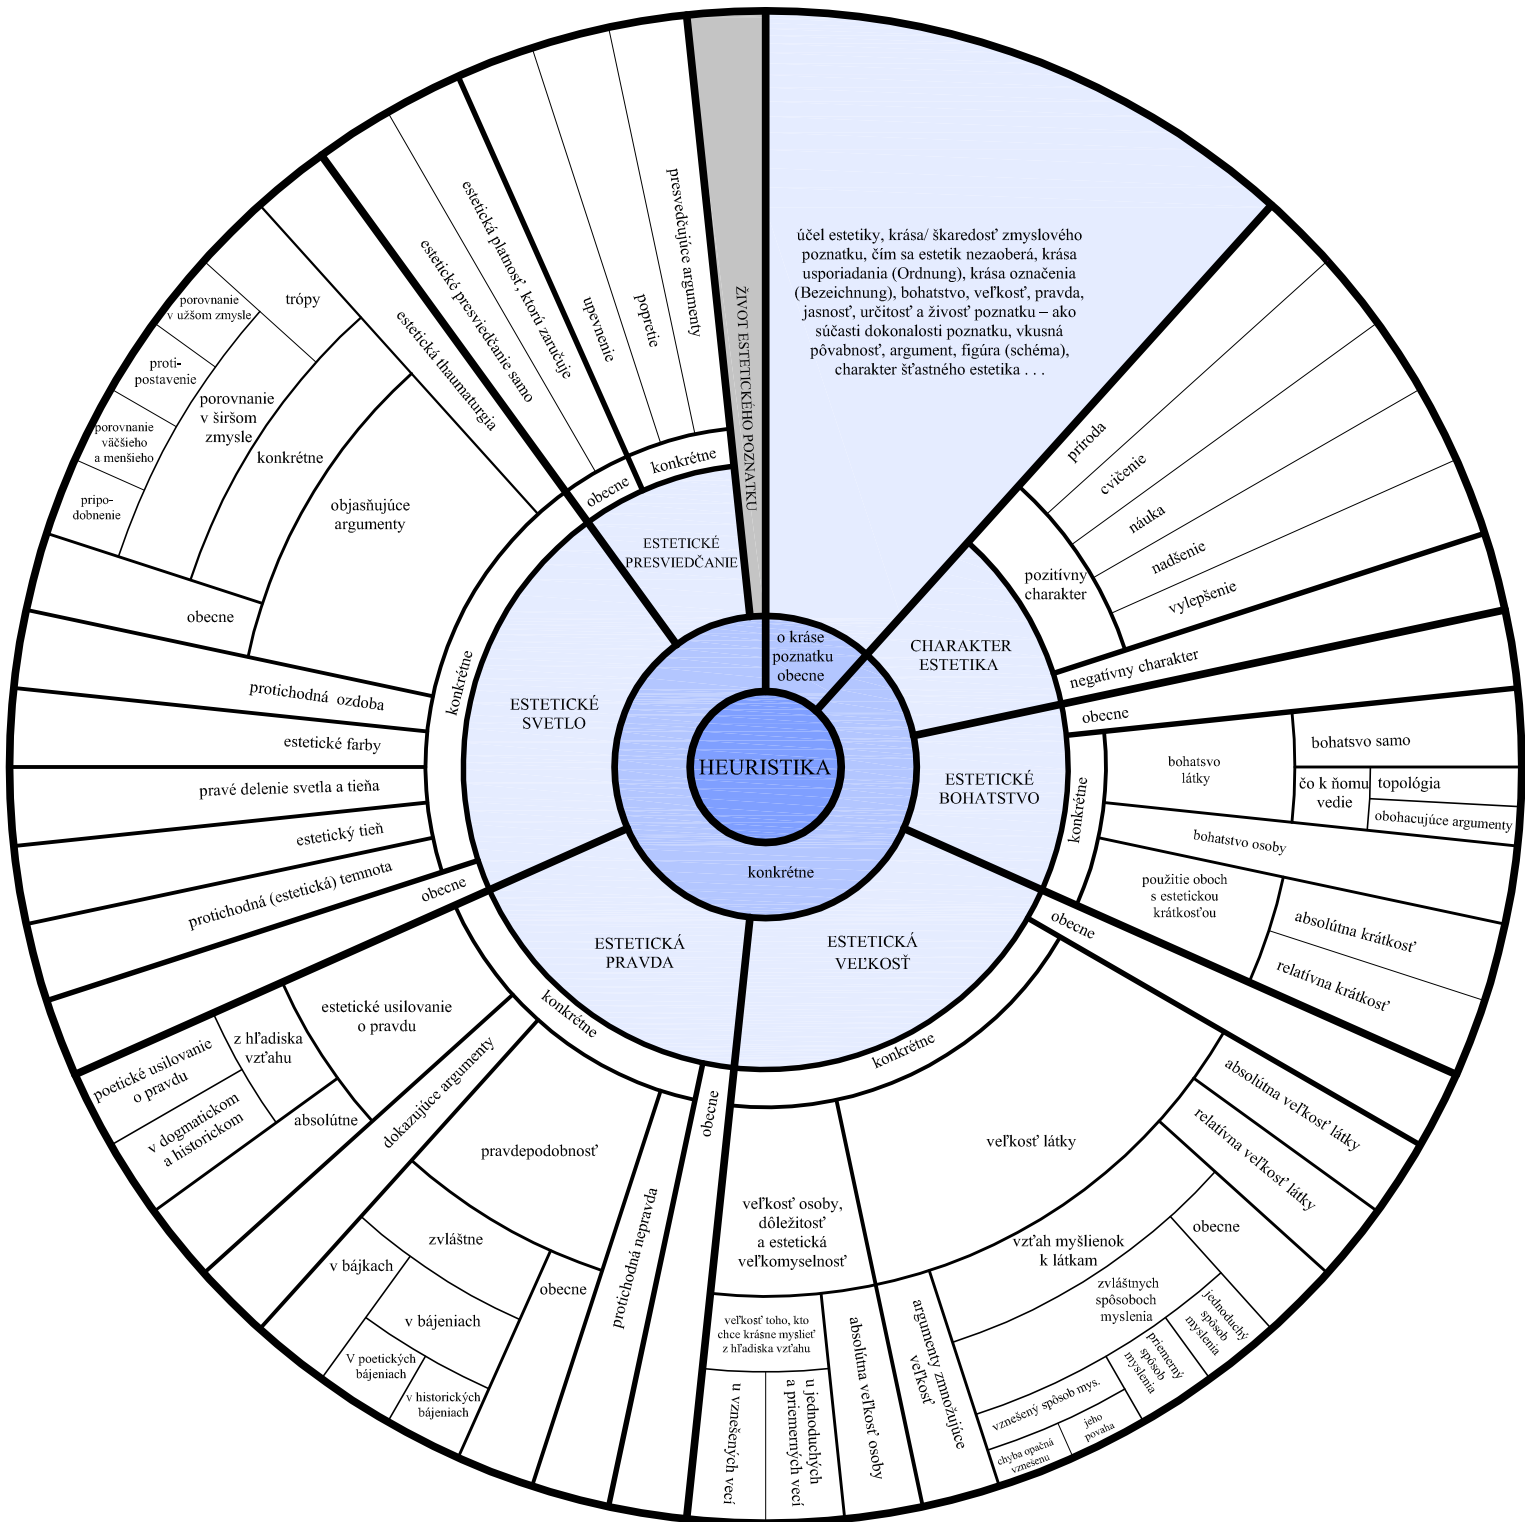 HEURISTIKA
o kráse
poznatku
obecne
konkrétne
účel estetiky, krása/ škaredosť zmyslového
poznatku, čím sa estetik nezaoberá, krása
usporiadania (Ordnung), krása označenia
(Bezeichnung), bohatstvo, veľkosť, pravda,
jasnosť, určitosť a živosť poznatku – ako
súčasti dokonalosti poznatku, vkusná
pôvabnosť, argument, figúra (schéma),
charakter šťastného estetika . . .
CHARAKTER
ESTETIKA
pozitívny
charakter
príroda
cvičenie
náuka
nadšenie
vylepšenie
negatívny charakter
ESTETICKÉ
BOHATSTVO
obecne
konkrétne
bohatsvo
látky
bohatsvo samo
čo k ňomu
vedie
topológia
obohacujúce argumenty
bohatstvo osoby
použitie oboch
s estetickou
krátkosťou
absolútna krátkosť
relatívna krátkosť
ESTETICKÁ
VEĽKOSŤ
obecne
konkrétne
veľkosť látky
absolútna veľkosť látky
relatívna veľkosť látky
vzťah myšlienok
k látkam
obecne
zvláštnych
spôsoboch
myslenia
jednoduchý
spôsob
myslenia
priemerný
spôsob
myslenia
vznešený spôsob mys.
jeho
povaha
chyba opačná
vznešenu
argumenty zmnožujúce
veľkosť
veľkosť osoby,
dôležitosť
a estetická
veľkomyselnosť
absolútna veľkosť osoby
veľkosť toho, kto
chce krásne myslieť
z hľadiska vzťahu
u jednoduchých
a priemerných vecí
u vznešených vecí
ESTETICKÁ
PRAVDA
obecne
konkrétne
protichodná nepravda
pravdepodobnosť
obecne
zvláštne
v bájkach
v bájeniach
V poetických
bájeniach
v historických
bájeniach
dokazujúce argumenty
estetické usilovanie
o pravdu
absolútne
z hľadiska
vzťahu
poetické usilovanie
o pravdu
v dogmatickom
a historickom
ESTETICKÉ
SVETLO
obecne
konkrétne
protichodná (estetická) temnota
estetický tieň
pravé delenie svetla a tieňa
estetické farby
protichodná ozdoba
objasňujúce
argumenty
obecne
konkrétne
porovnanie
v širšom
zmysle
pripo-
dobnenie
porovnanie
väčšieho
a menšieho
proti-
postavenie
porovnanie
v užšom zmysle
trópy
estetická thaumaturgia
ESTETICKÉ
PRESVIEDČANIE
obecne
konkrétne
estetické presviedčanie samo
estetická platnosť, ktorú zaručuje
upevnenie
popretie
presvedčujúce argumenty
ŽIVOT ESTETICKÉHO POZNATKU